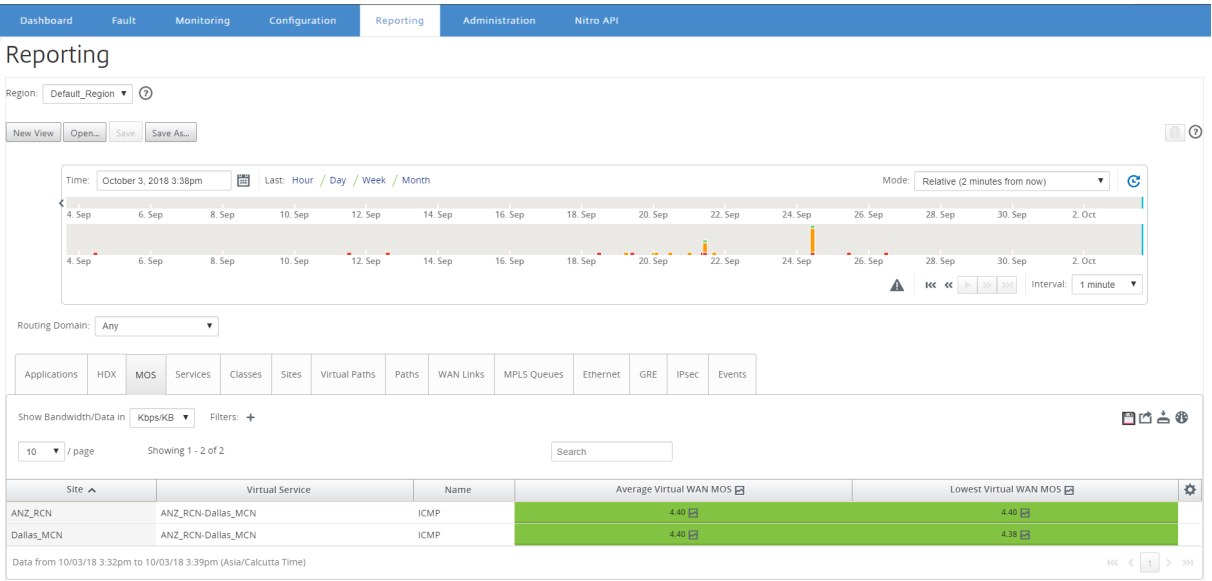 Dashboard Fault Monitoring Configuration Reporting Administration Nitro API
Reporting
Region: Default_Region
New View Open... Save Save As...
Time: October 3, 2018 3:38pm Last: Hour / Day / Week / Month Mode: Relative (2 minutes from now)
4. Sep 6. Sep 8. Sep 10. Sep 12. Sep 14. Sep 16. Sep 18. Sep 20. Sep 22. Sep 24. Sep 26. Sep 28. Sep 30. Sep 2. Oct
4. Sep 6. Sep 8. Sep 10. Sep 12. Sep 14. Sep 16. Sep 18. Sep 20. Sep 22. Sep 24. Sep 26. Sep 28. Sep 30. Sep 2. Oct
Interval: 1 minute
Routing Domain: Any
Applications HDX MOS Services Classes Sites Virtual Paths Paths WAN Links MPLS Queues Ethernet GRE IPsec Events
Show Bandwidth/Data in Kbps/KB Filters: +
10 / page Showing 1 - 2 of 2 Search
Site Virtual Service Name Average Virtual WAN MOS Lowest Virtual WAN MOS
ANZ_RCN ANZ_RCN-Dallas_MCN ICMP 4.40 4.40
Dallas_MCN ANZ_RCN-Dallas_MCN ICMP 4.40 4.38
Data from 10/03/18 3:32pm to 10/03/18 3:39pm (Asia/Calcutta Time) 1